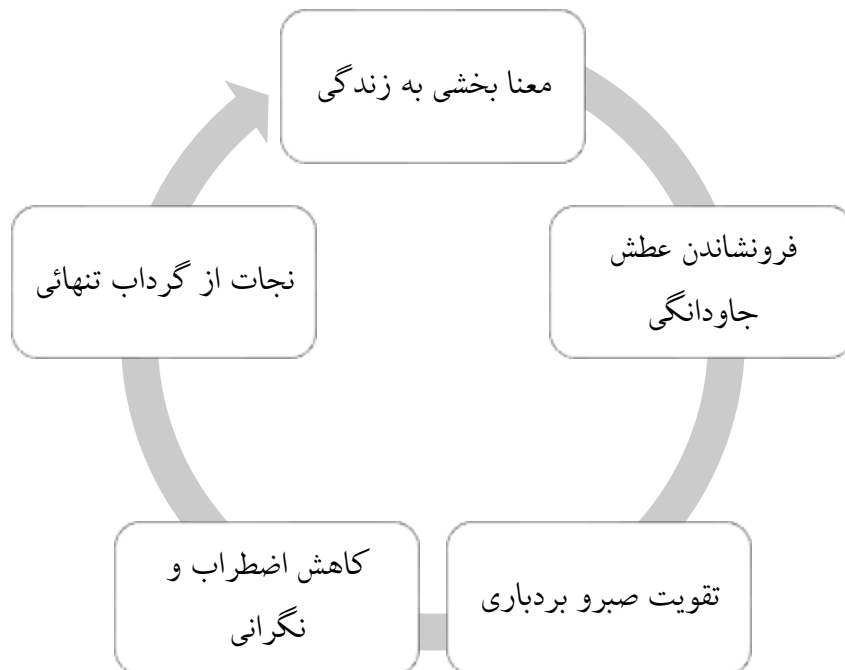 معنا بخشی به زندگی
فرونشاندن عطش
جاودانگی
تقویت صبرو بردباری
کاهش اضطراب و
نگرانی
نجات از گرداب تنهائی